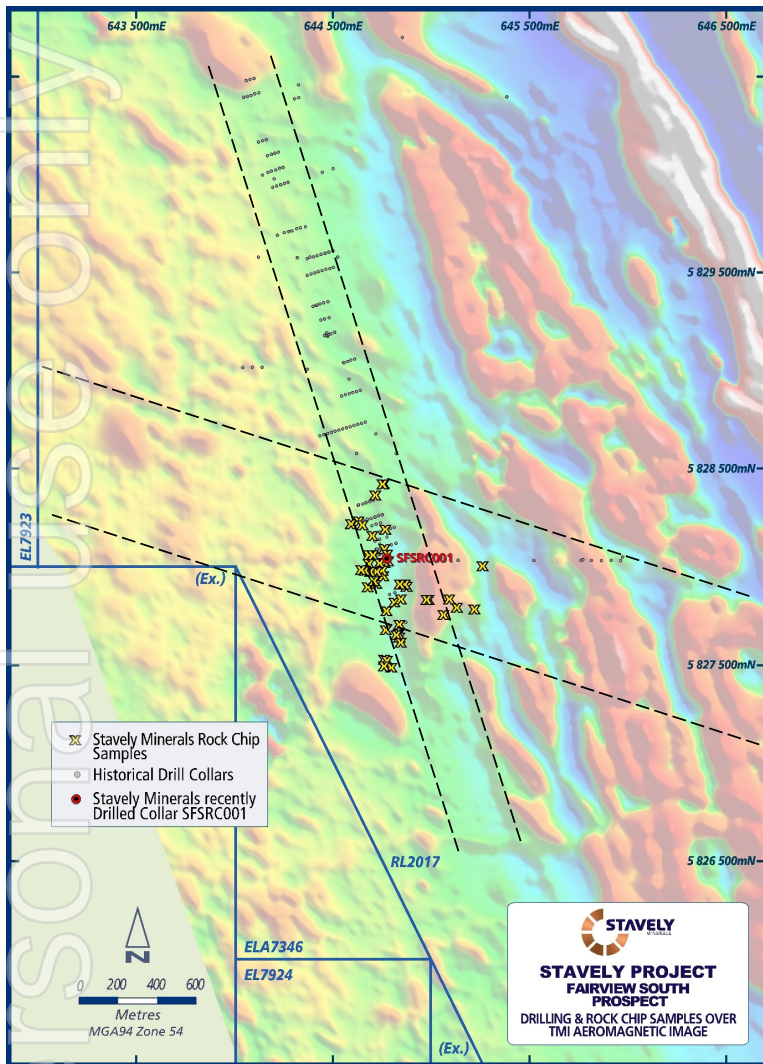 643 500mE
644 500mE
645 500mE
646 500mE
5 829 500mN
5 828 500mN
5 827 500mN
5 826 500mN
EL7923
(Ex.)
SFSRC001
Stavely Minerals Rock Chip
Samples
Historical Drill Collars
Stavely Minerals recently
Drilled Collar SFSRC001
RL2017
ELA7346
EL7924
(Ex.)
N
0 200 400 600
Metres
MGA94 Zone 54
STAVELY
MINERALS
STAVELY PROJECT
FAIRVIEW SOUTH
PROSPECT
DRILLING & ROCK CHIP SAMPLES OVER
TMI AEROMAGNETIC IMAGE
ersonal use only